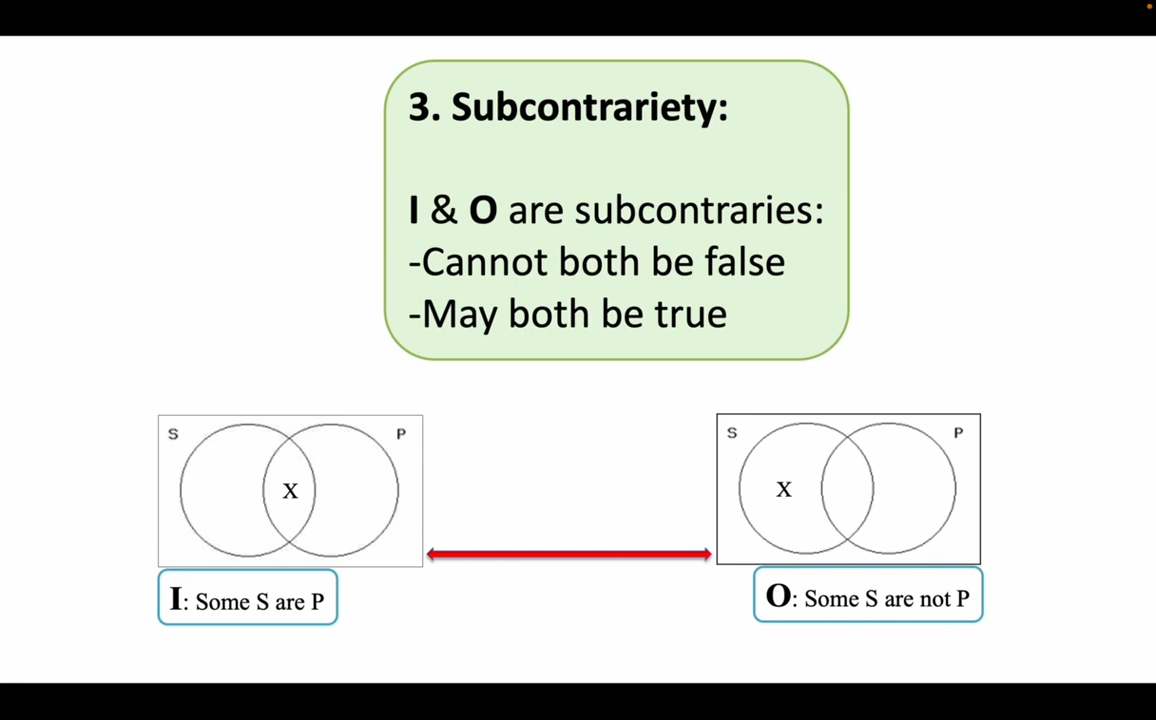 3. Subcontrariety:
I & O are subcontraries:
-Cannot both be false
-May both be true
S P
X
S P
X
I: Some S are P
O: Some S are not P